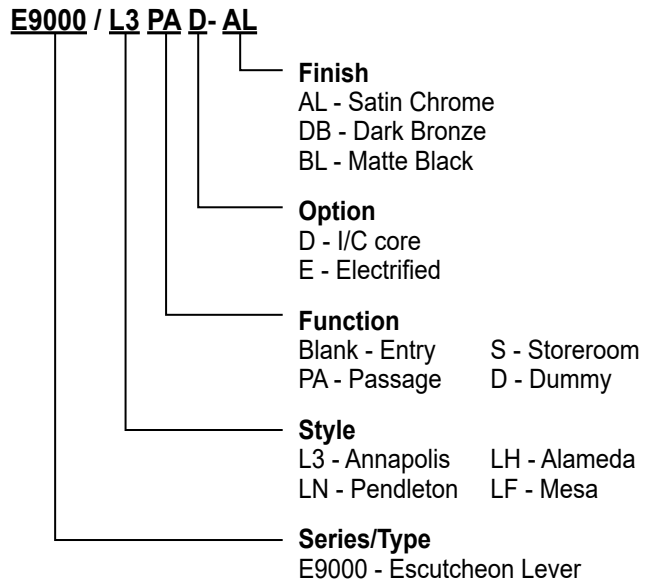 E9000 / L3 PA D- AL
Finish
AL - Satin Chrome
DB - Dark Bronze
BL - Matte Black
Option
D - I/C core
E - Electrified
Function
Blank - Entry S - Storeroom
PA - Passage D - Dummy
Style
L3 - Annapolis LH - Alameda
LN - Pendleton LF - Mesa
Series/Type
E9000 - Escutcheon Lever